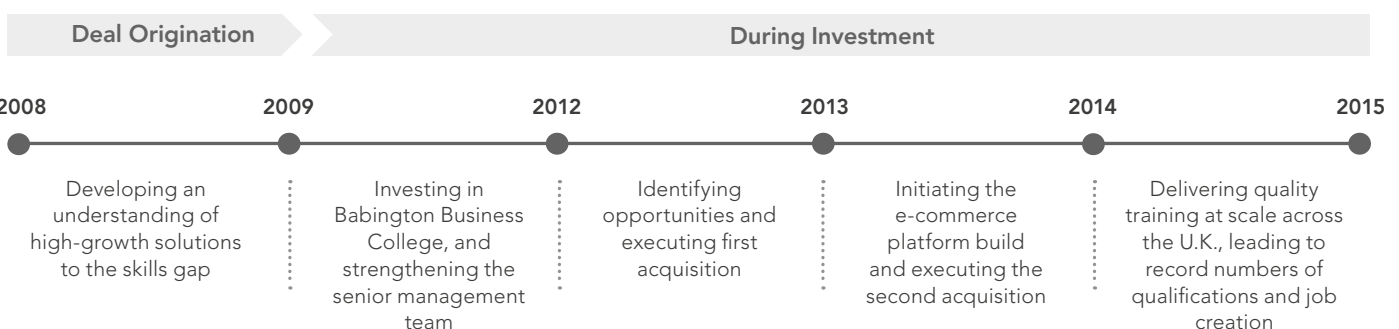 Deal Origination
During Investment
2008
2009
2012
2013
2014
2015
Developing an
understanding of
high-growth solutions
to the skills gap
Investing in
Babington Business
College, and
strengthening the
senior management
team
Identifying
opportunities and
executing first
acquisition
Initiating the
e-commerce
platform build
and executing the
second acquisition
Delivering quality
training at scale across
the U.K., leading to
record numbers of
qualifications and job
creation